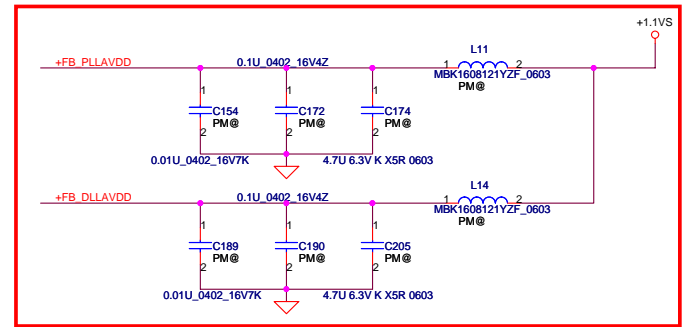 +1.1VS
L11
+FB_PLLAVDD
0.1U_0402_16V4Z
1
2
MBK1608121YZF_0603
PM@
1
1
1
C154
C172
C174
PM@
PM@
PM@
2
2
2
0.01U_0402_16V7K
4.7U 6.3V K X5R 0603
L14
+FB_DLLAVDD
0.1U_0402_16V4Z
1
2
MBK1608121YZF_0603
PM@
1
1
1
C189
C190
C205
PM@
PM@
PM@
2
2
2
0.01U_0402_16V7K
4.7U 6.3V K X5R 0603